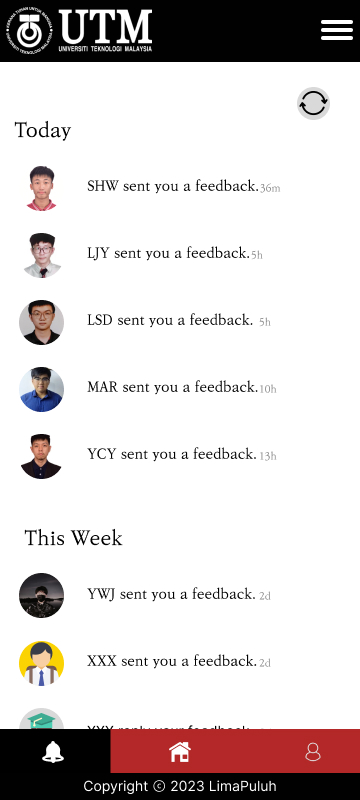 UTM
UNIVERSITI TEKNOLOGI MALAYSIA
Today
SHW sent you a feedback. 36m
LJY sent you a feedback. 5h
LSD sent you a feedback. 5h
MAR sent you a feedback. 10h
YCY sent you a feedback. 13h
This Week
YWJ sent you a feedback. 2d
XXX sent you a feedback. 2d
YYY reply your feedback.
Copyright © 2023 LimaPuluh